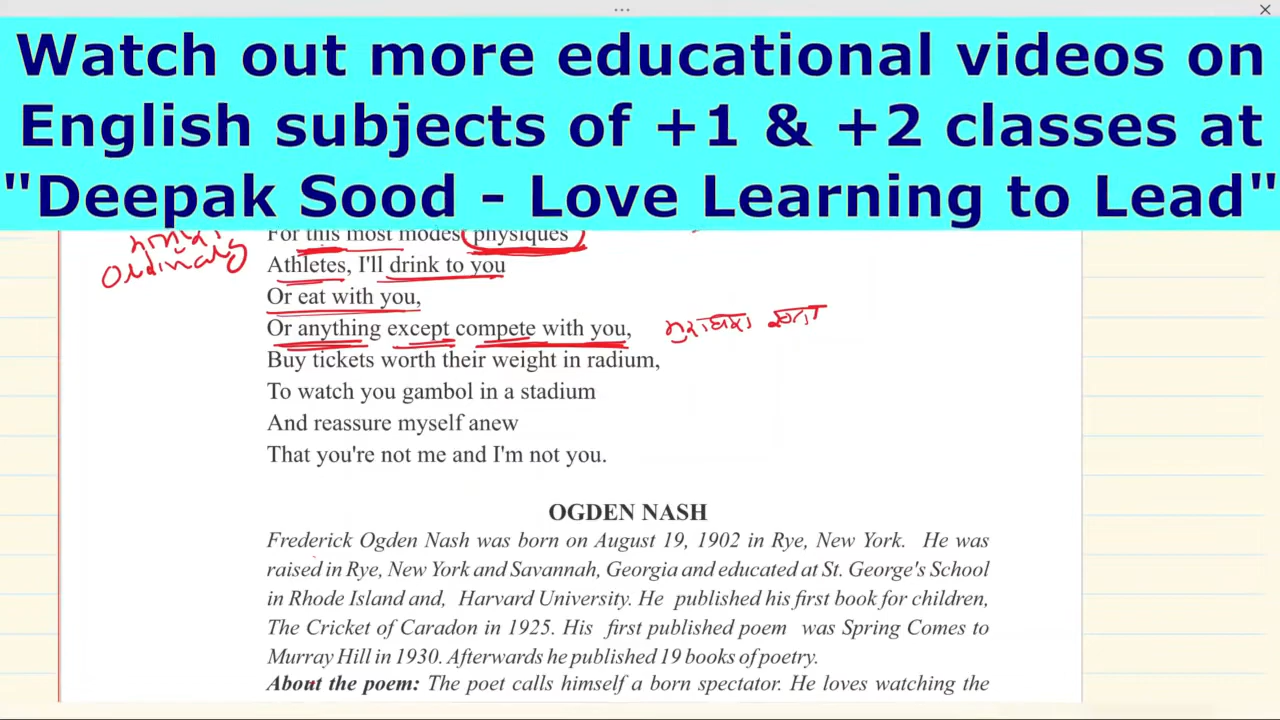 Watch out more educational videos on
English subjects of +1 & +2 classes at
"Deepak Sood - Love Learning to Lead"
For this most modes physiques
Ordinary
Athletes, I'll drink to you
Or eat with you,
Or anything except compete with you,
Buy tickets worth their weight in radium,
To watch you gambol in a stadium
And reassure myself anew
That you're not me and I'm not you.
OGDEN NASH
Frederick Ogden Nash was born on August 19, 1902 in Rye, New York. He was
raised in Rye, New York and Savannah, Georgia and educated at St. George's School
in Rhode Island and, Harvard University. He published his first book for children,
The Cricket of Caradon in 1925. His first published poem was Spring Comes to
Murray Hill in 1930. Afterwards he published 19 books of poetry.
About the poem: The poet calls himself a born spectator. He loves watching the